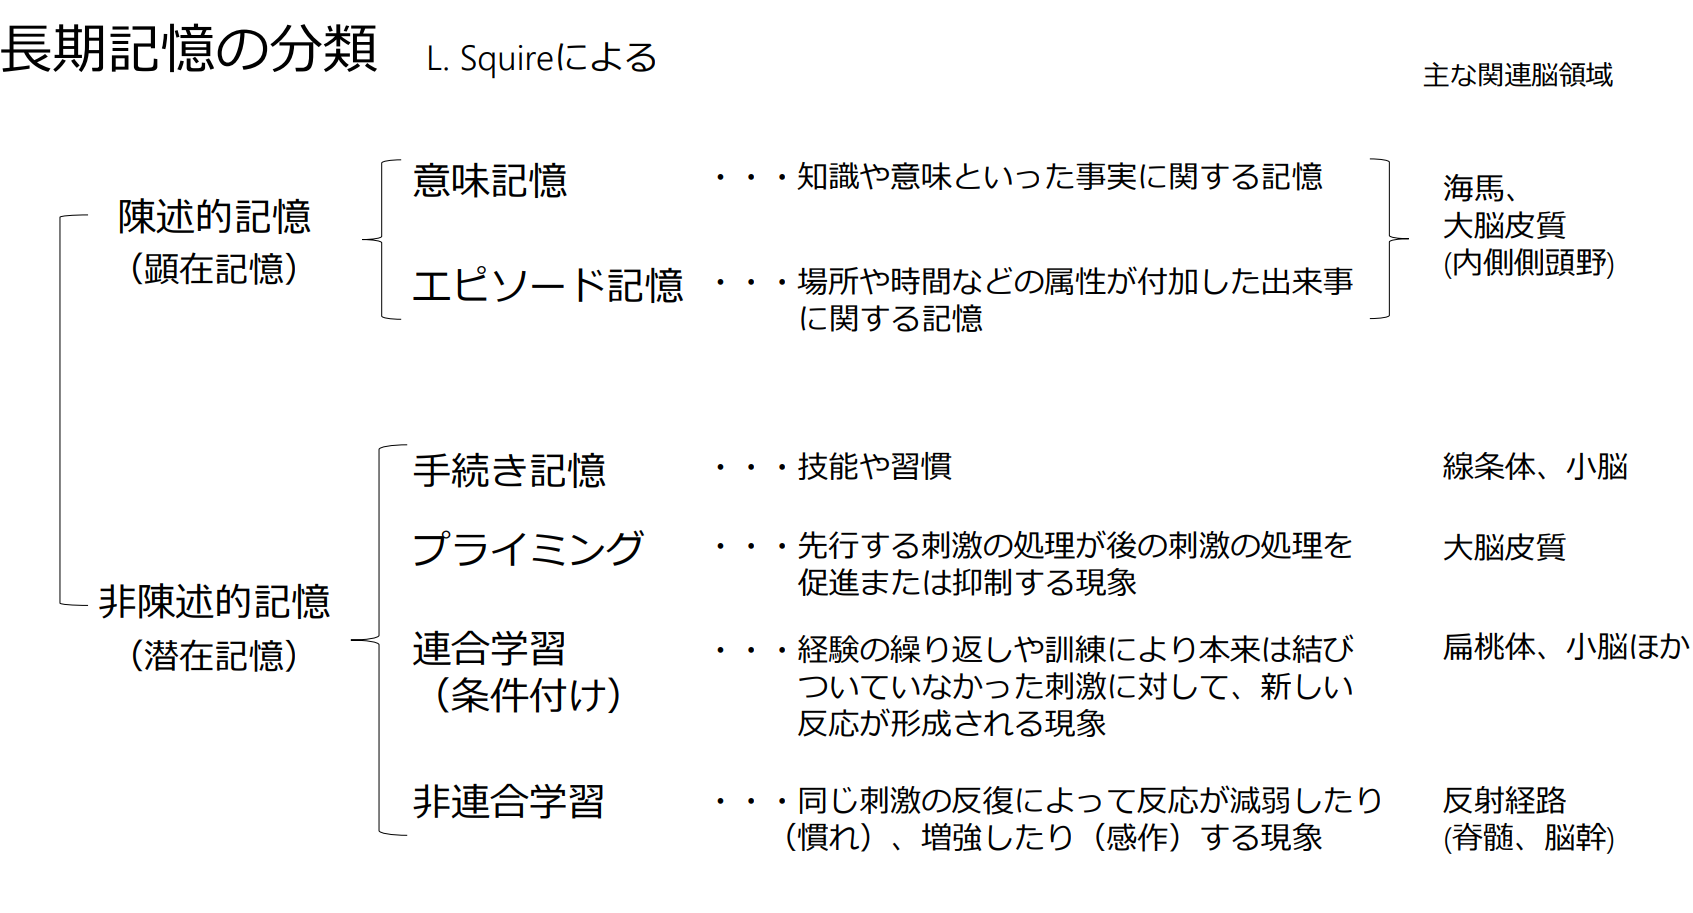 長期記憶の分類 L. Squireによる
主な関連脳領域
陳述的記憶
（顕在記憶）
意味記憶 ・・・知識や意味といった事実に関する記憶
エピソード記憶 ・・・場所や時間などの属性が付加した出来事
に関する記憶
海馬、
大脳皮質
(内側側頭野)
非陳述的記憶
（潜在記憶）
手続き記憶 ・・・技能や習慣 線条体、小脳
プライミング ・・・先行する刺激の処理が後の刺激の処理を 大脳皮質
促進または抑制する現象
連合学習 ・・・経験の繰り返しや訓練により本来は結び 扁桃体、小脳ほか
（条件付け） ついていなかった刺激に対して、新しい
反応が形成される現象
非連合学習 ・・・同じ刺激の反復によって反応が減弱したり 反射経路
（慣れ）、増強したり（感作）する現象 (脊髄、脳幹)